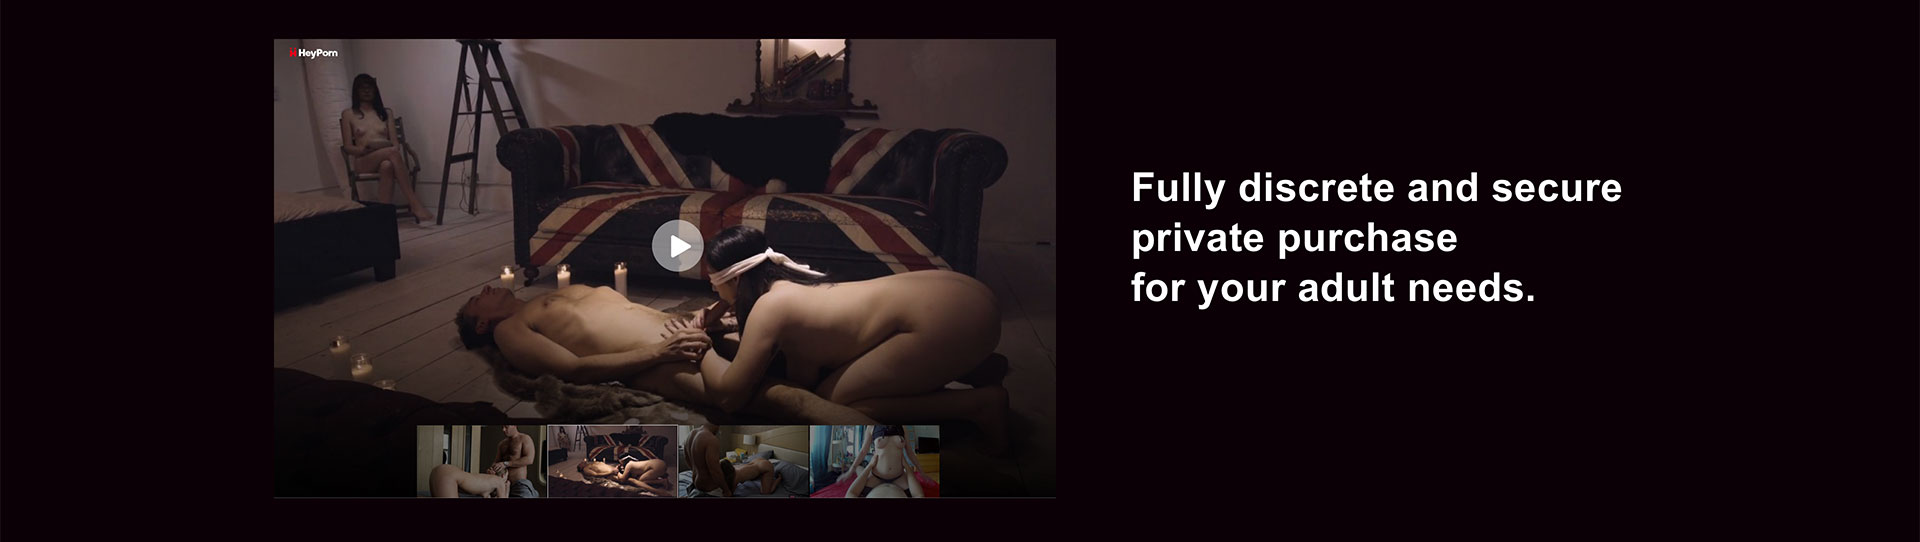 HeyPorn
Fully discrete and secure
private purchase
for your adult needs.